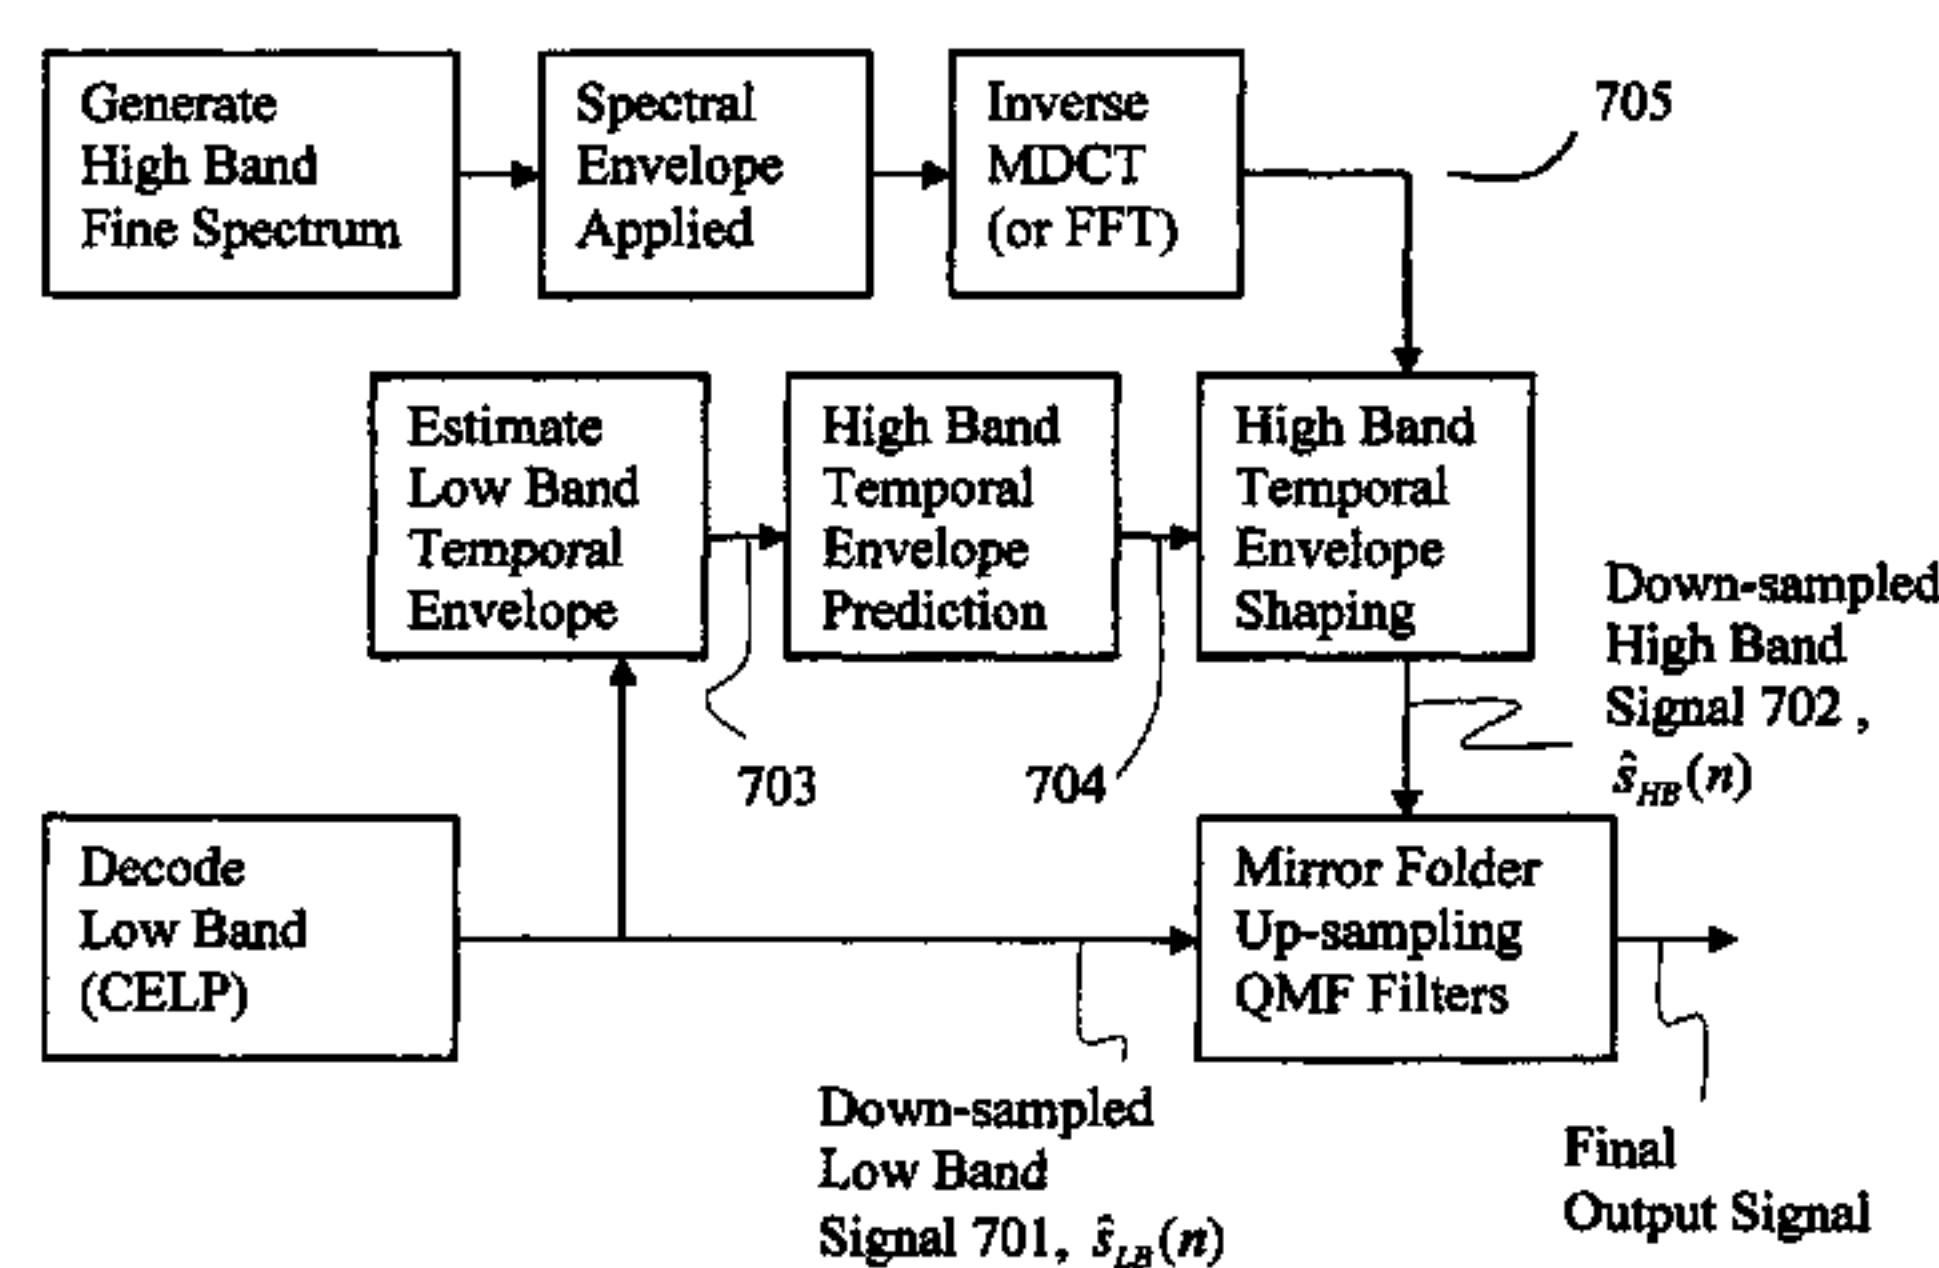 Generate
High Band
Fine Spectrum
Spectral
Envelope
Applied
Inverse
MDCT
(or FFT)
705
Estimate
Low Band
Temporal
Envelope
High Band
Temporal
Envelope
Prediction
High Band
Temporal
Envelope
Shaping
Down-sampled
High Band
Signal 702 ,
ŝ_HB(n)
703
704
Decode
Low Band
(CELP)
Mirror Folder
Up-sampling
QMF Filters
Down-sampled
Low Band
Signal 701, ŝ_LB(n)
Final
Output Signal